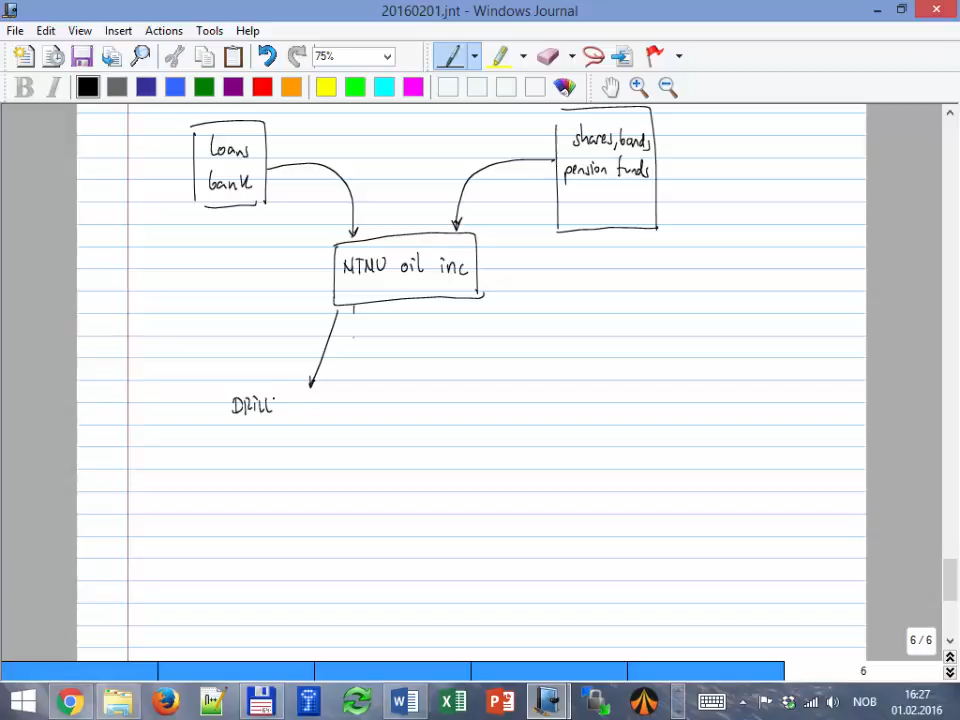 20160201.jnt - Windows Journal
File Edit View Insert Actions Tools Help
75%
B I
loans
bank
shares, bonds
pension funds
NTNU oil inc
DRILL
6 / 6
6
NOB
16:27
01.02.2016